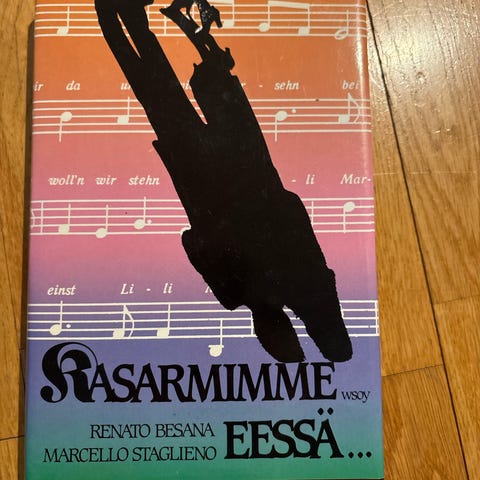 ir da u sehn bei
woll'n wir stehn - li Mar-
einst Li - li
KASARMIMME
wsoy
RENATO BESANA
MARCELLO STAGLIENO
EESSÄ...